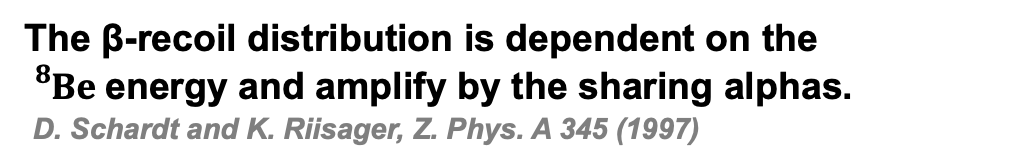 The β-recoil distribution is dependent on the
⁸Be energy and amplify by the sharing alphas.
D. Schardt and K. Riisager, Z. Phys. A 345 (1997)